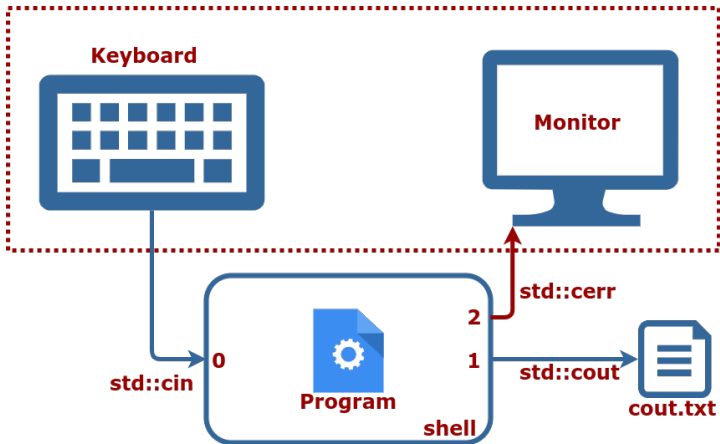 Keyboard
Monitor
std::cerr
2
0
1
std::cin
std::cout
Program
cout.txt
shell